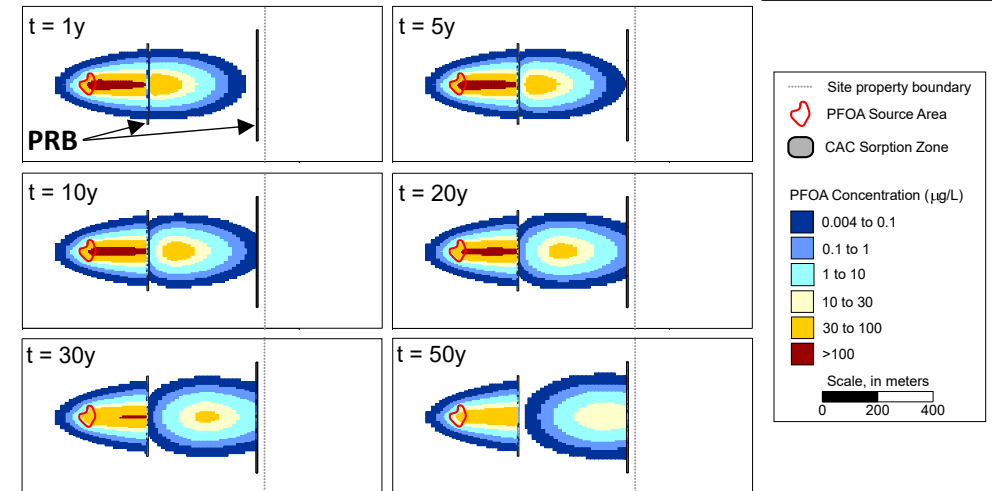 t = 1y
PRB
t = 5y
t = 10y
t = 20y
t = 30y
t = 50y
Site property boundary
PFOA Source Area
CAC Sorption Zone
PFOA Concentration (μg/L)
0.004 to 0.1
0.1 to 1
1 to 10
10 to 30
30 to 100
>100
Scale, in meters
0 200 400